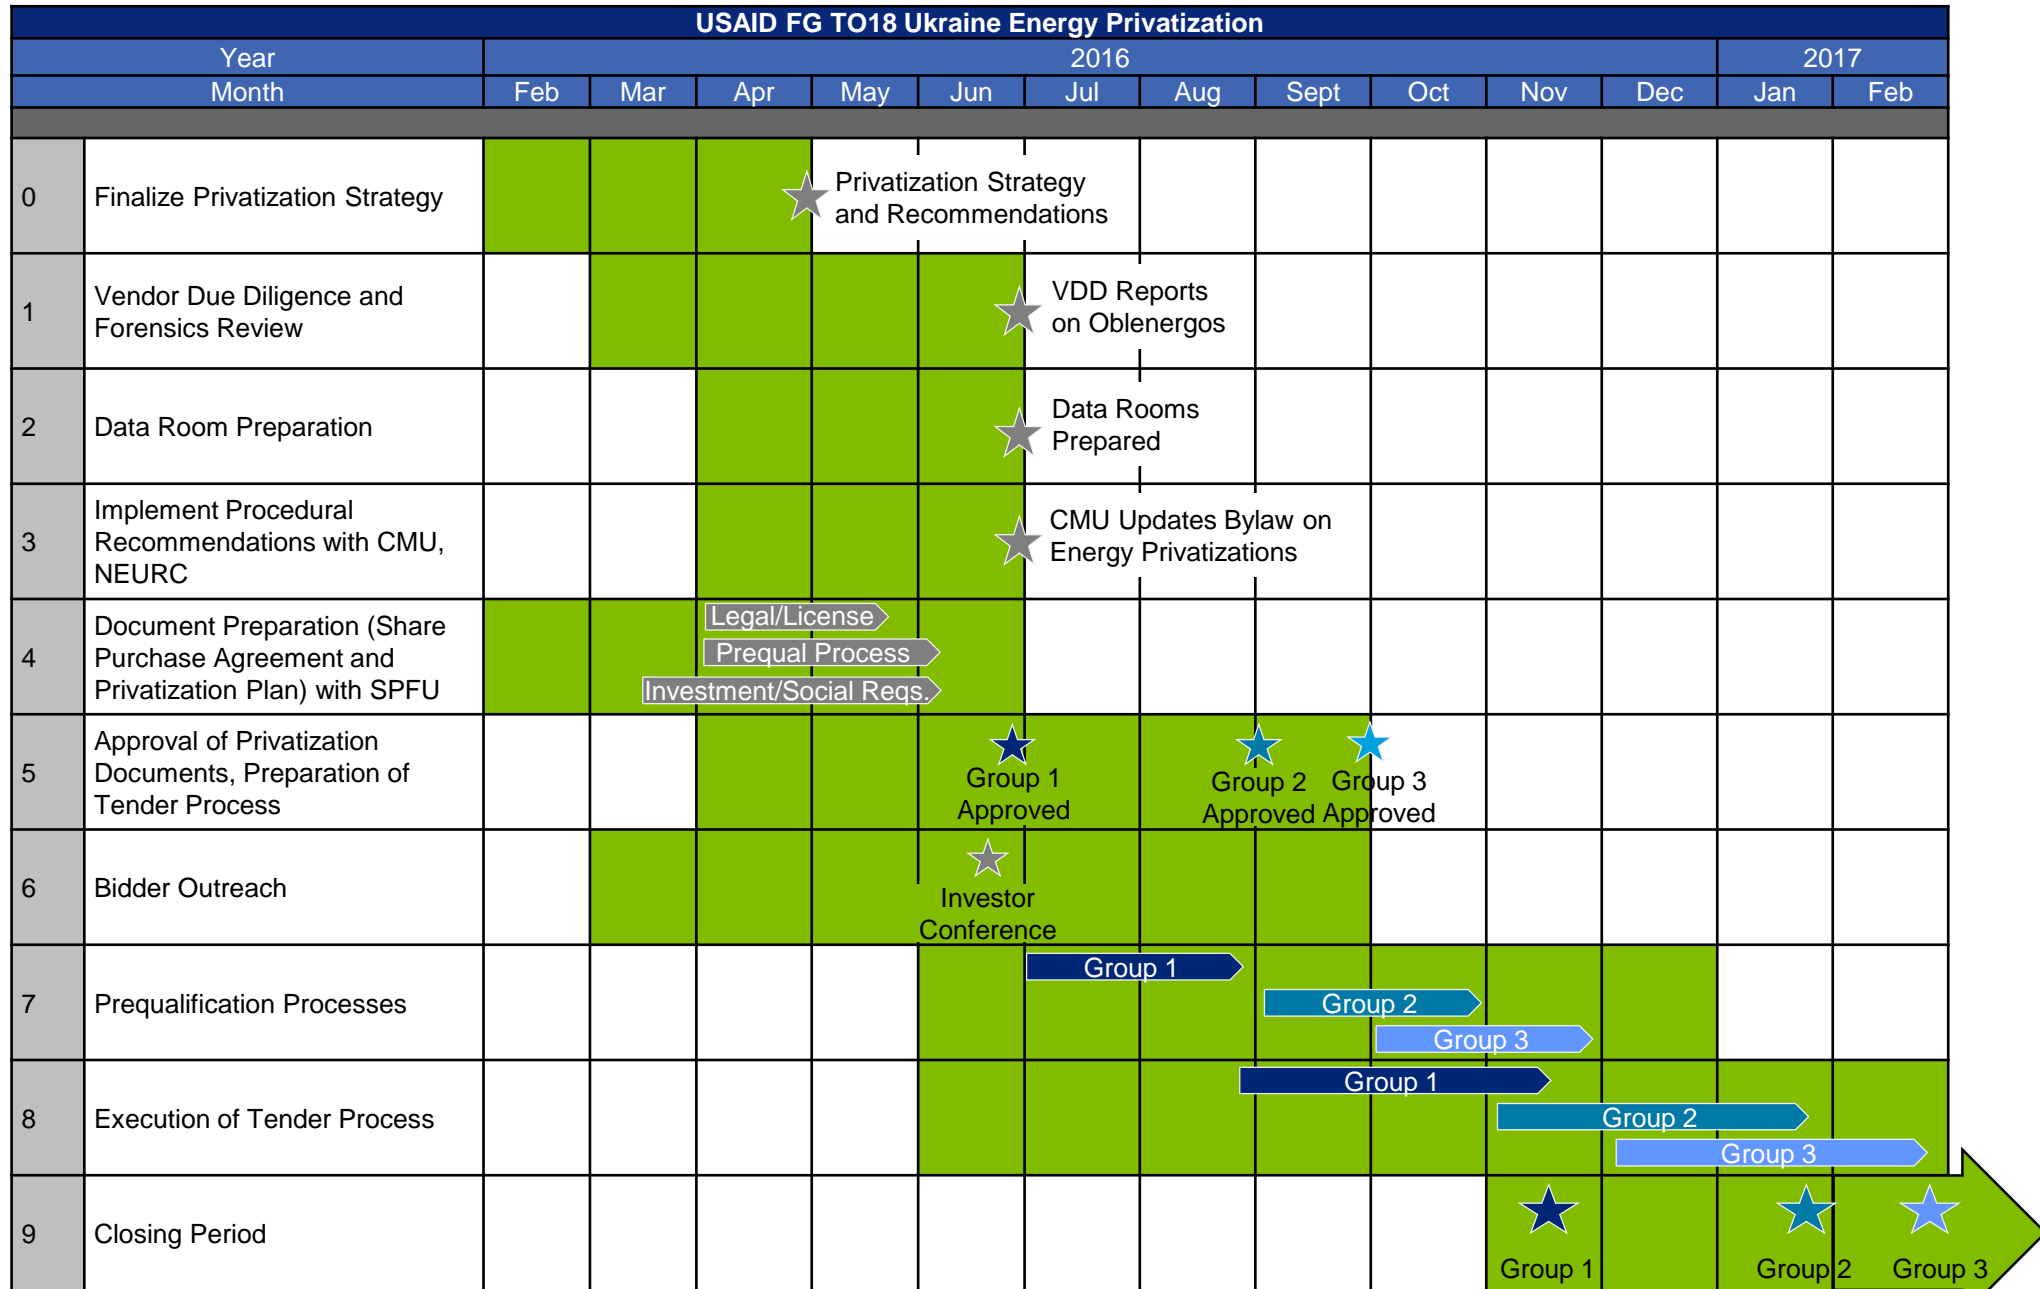 USAID FG TO18 Ukraine Energy Privatization
Year 2016 2017
Month Feb Mar Apr May Jun Jul Aug Sept Oct Nov Dec Jan Feb
0 Finalize Privatization Strategy
Privatization Strategy
and Recommendations
1 Vendor Due Diligence and
Forensics Review
VDD Reports
on Oblenergos
2 Data Room Preparation
Data Rooms
Prepared
3 Implement Procedural
Recommendations with CMU,
NEURC
CMU Updates Bylaw on
Energy Privatizations
4 Document Preparation (Share
Purchase Agreement and
Privatization Plan) with SPFU
Legal/License
Prequal Process
Investment/Social Reqs.
5 Approval of Privatization
Documents, Preparation of
Tender Process
Group 1
Approved
Group 2
Approved
Group 3
Approved
6 Bidder Outreach
Investor
Conference
7 Prequalification Processes
Group 1
Group 2
Group 3
8 Execution of Tender Process
Group 1
Group 2
Group 3
9 Closing Period
Group 1
Group 2
Group 3